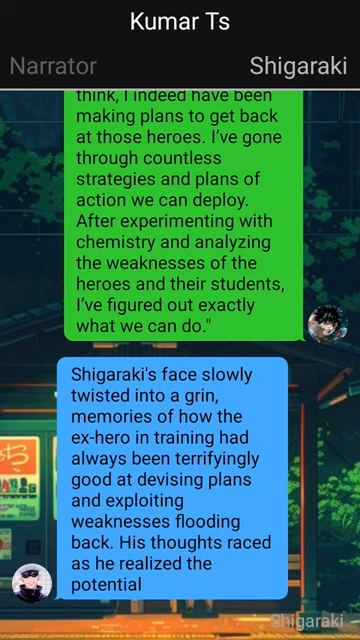 Kumar Ts
Narrator
Shigaraki
think, I indeed have been
making plans to get back
at those heroes. I've gone
through countless
strategies and plans of
action we can deploy.
After experimenting with
chemistry and analyzing
the weaknesses of the
heroes and their students,
I've figured out exactly
what we can do."
Shigaraki's face slowly
twisted into a grin,
memories of how the
ex-hero in training had
always been terrifyingly
good at devising plans
and exploiting
weaknesses flooding
back. His thoughts raced
as he realized the
potential
Shigaraki